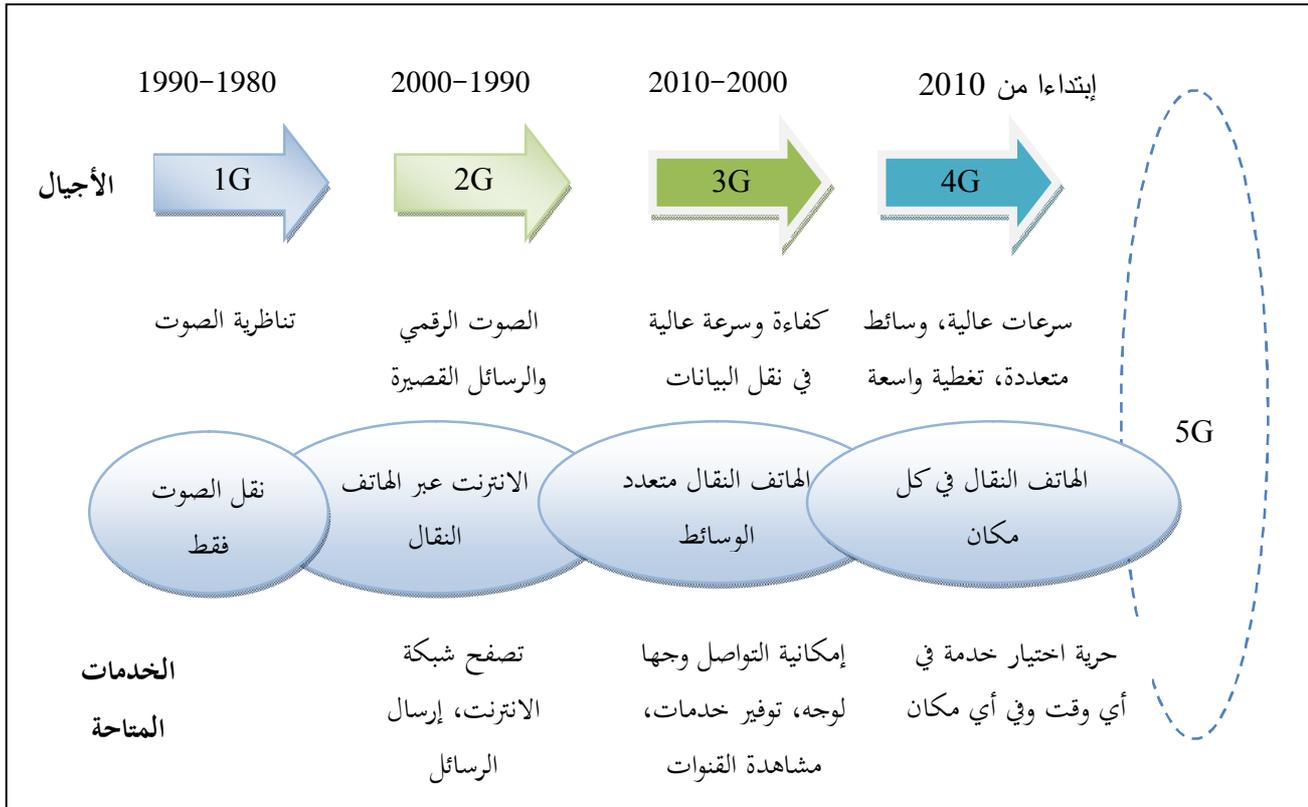 1990-1980
2000-1990
2010-2000
إبتداءا من 2010
الأجيال
1G
2G
3G
4G
5G
تناظرية الصوت
الصوت الرقمي
والرسائل القصيرة
كفاءة وسرعة عالية
في نقل البيانات
سرعات عالية، وسائط
متعددة، تغطية واسعة
نقل الصوت
فقط
الانترنت عبر الهاتف
النقال
الهاتف النقال متعدد
الوسائط
الهاتف النقال في كل
مكان
الخدمات
المتاحة
تصفح شبكة
الانترنت، إرسال
الرسائل
إمكانية التواصل وجها
لوجه، توفير خدمات،
مشاهدة القنوات
حرية اختيار خدمة في
أي وقت وفي أي مكان